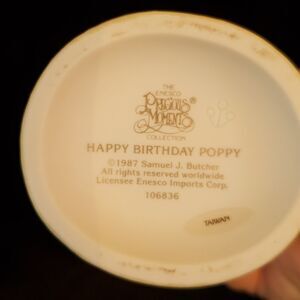 THE
ENESCO
PRECIOUS
MOMENTS®
COLLECTION
HAPPY BIRTHDAY POPPY
©1987 Samuel J. Butcher
All rights reserved worldwide
Licensee Enesco Imports Corp.
106836
TAIWAN